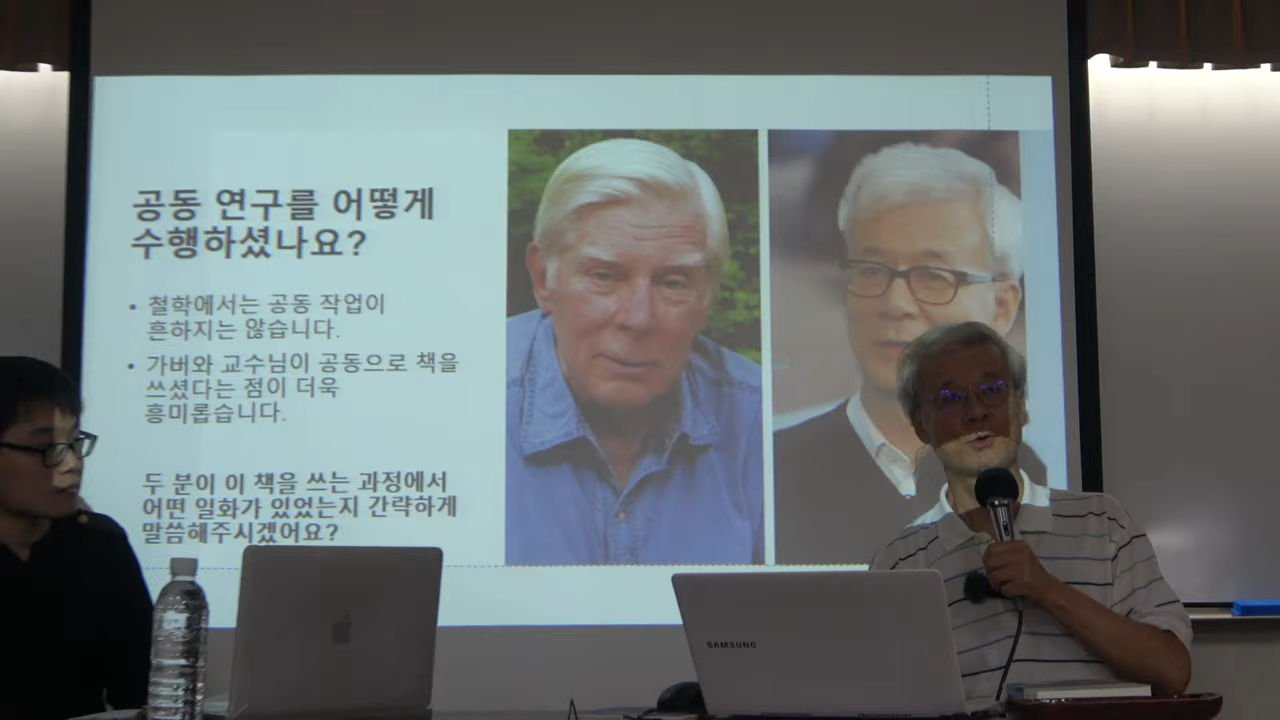 공동 연구를 어떻게
수행하셨나요?
• 철학에서는 공동 작업이
흔하지는 않습니다.
• 가버와 교수님이 공동으로 책을
쓰셨다는 점이 더욱
흥미롭습니다.
두 분이 이 책을 쓰는 과정에서
어떤 일화가 있었는지 간략하게
말씀해주시겠어요?
SAMSUNG